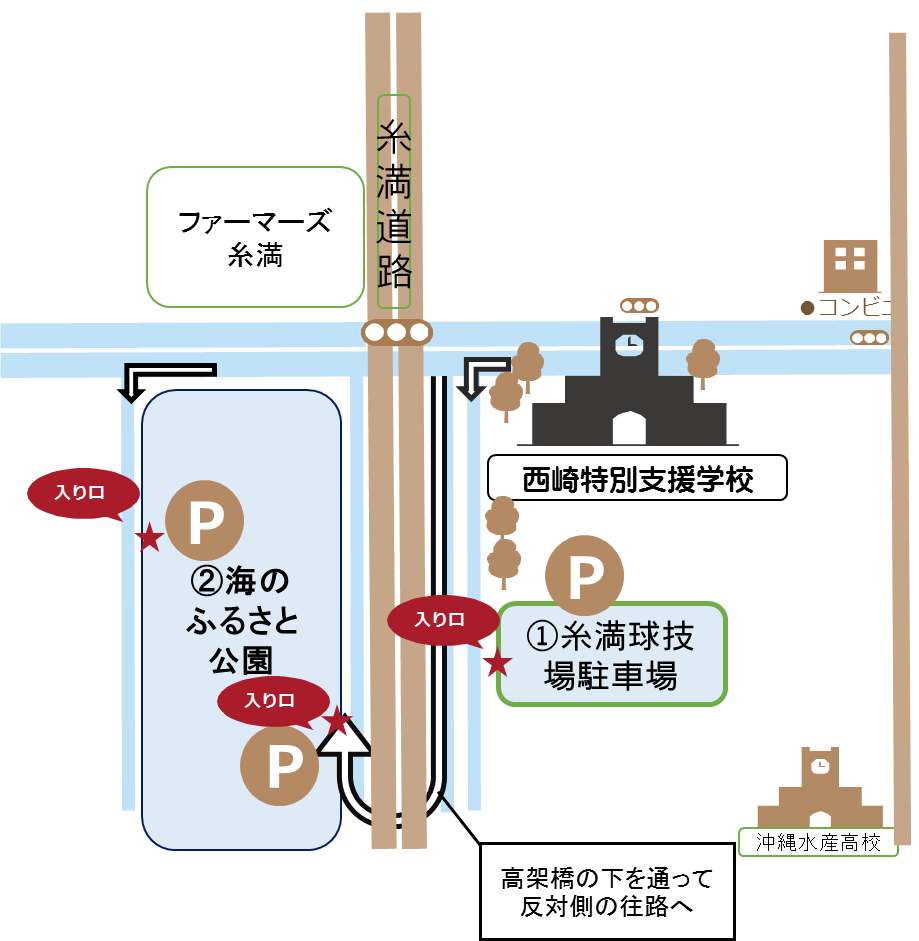 糸満道路
ファーマーズ
糸満
●コンビニ
西崎特別支援学校
入り口
P
②海の
ふるさと
公園
P
入り口
①糸満球技
場駐車場
入り口
P
沖縄水産高校
高架橋の下を通って
反対側の往路へ